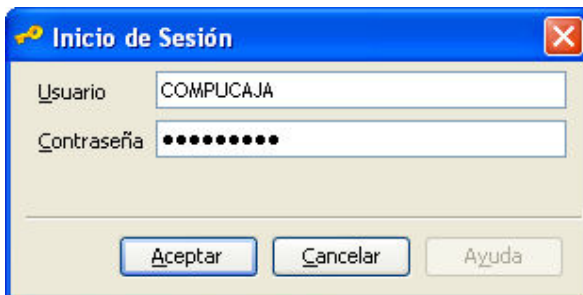 Inicio de Sesión
Usuario COMPUCAJA
Contraseña •••••••••
Aceptar Cancelar Ayuda